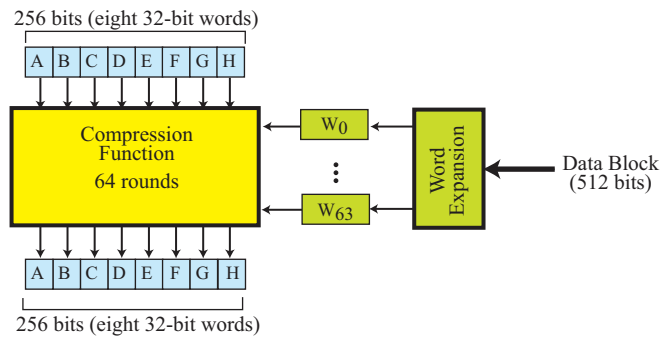 256 bits (eight 32-bit words)
A B C D E F G H
Compression
Function
64 rounds
W0
W63
Word
Expansion
Data Block
(512 bits)
A B C D E F G H
256 bits (eight 32-bit words)